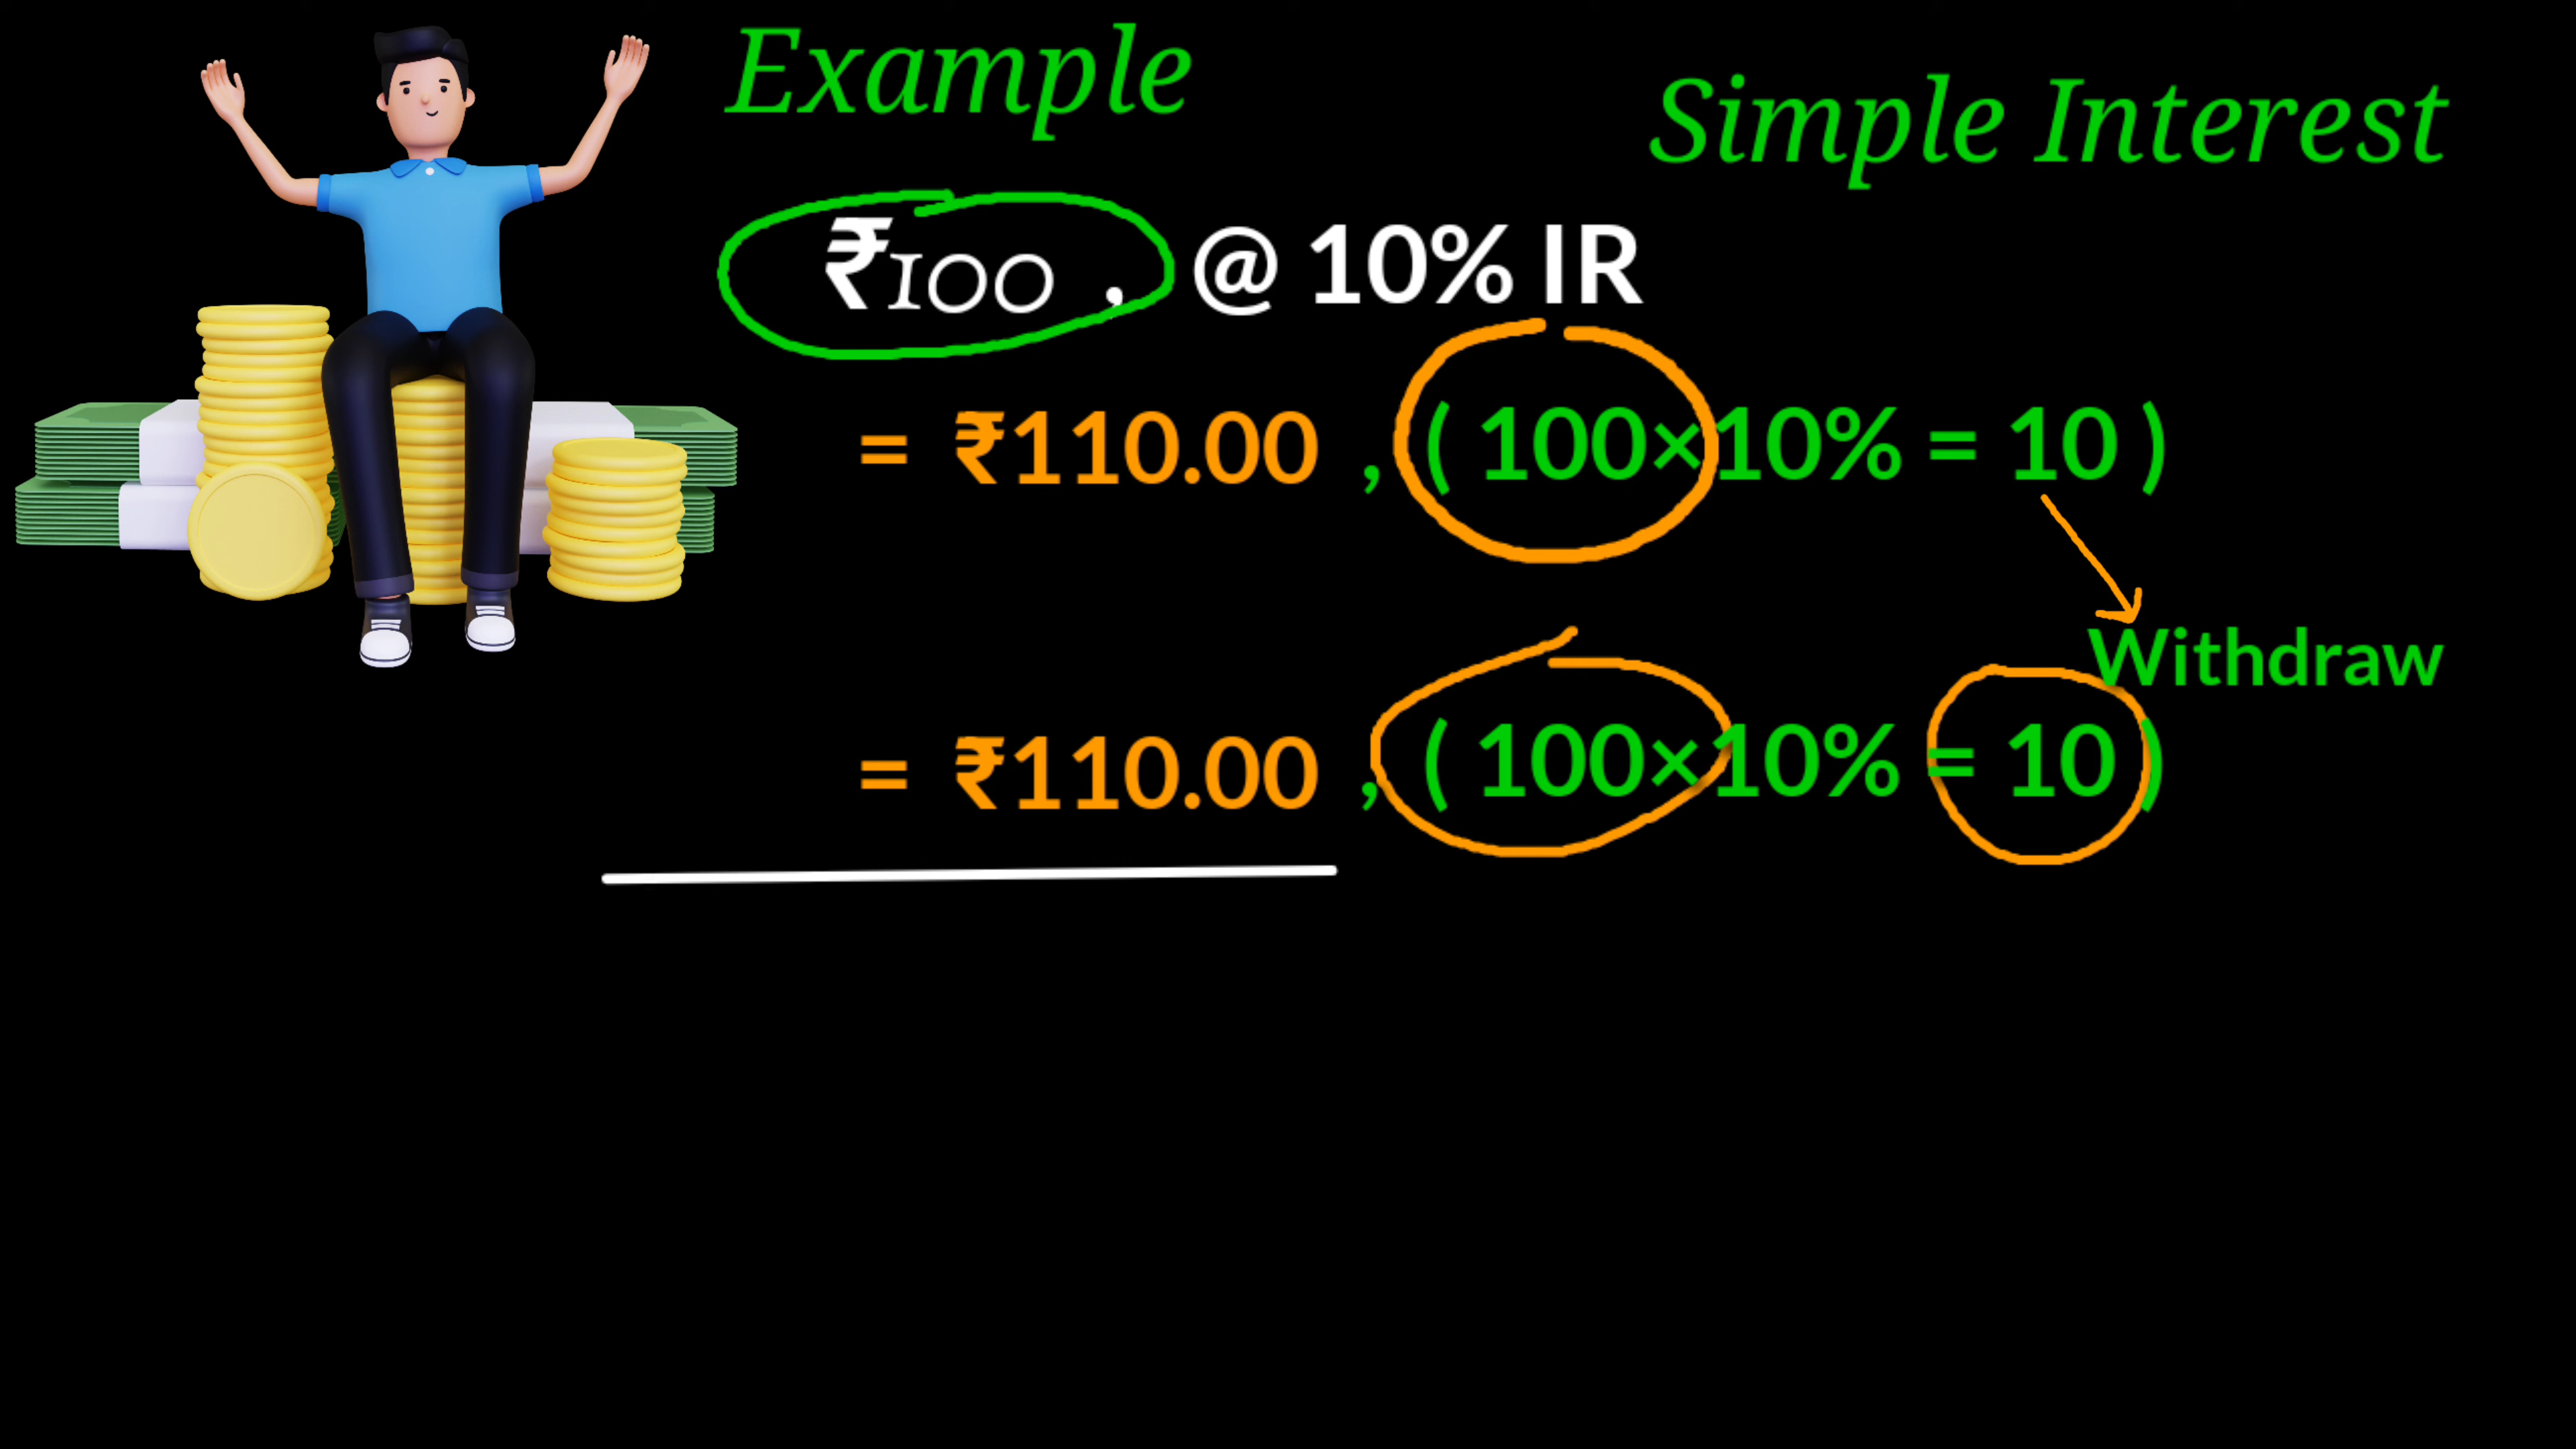 Example
Simple Interest
₹100 , @ 10% IR
= ₹110.00 , ( 100×10% = 10 )
Withdraw
= ₹110.00 , ( 100×10% = 10 )